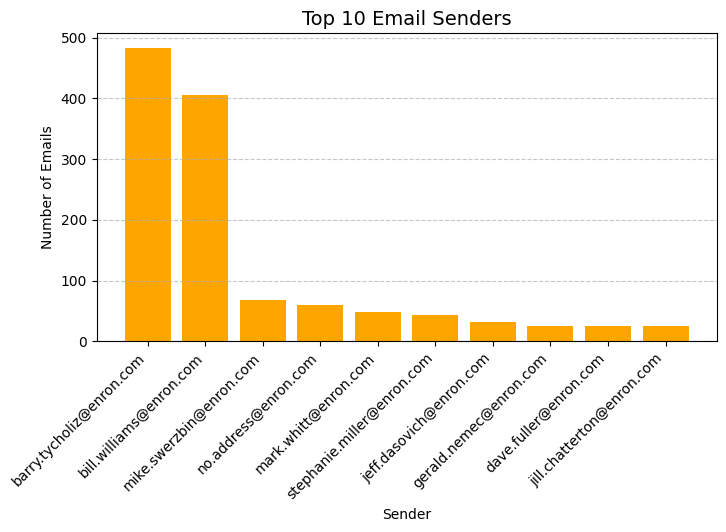 Top 10 Email Senders
Number of Emails
500
400
300
200
100
0
barry.tycholiz@enron.com
bill.williams@enron.com
mike.swerzbin@enron.com
no.address@enron.com
mark.whitt@enron.com
stephanie.miller@enron.com
jeff.dasovich@enron.com
gerald.nemec@enron.com
dave.fuller@enron.com
jill.chatterton@enron.com
Sender